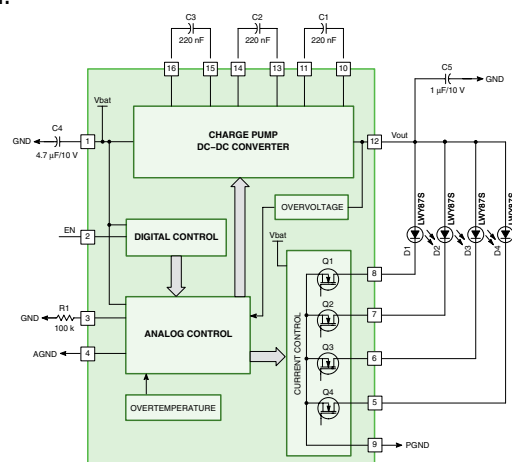 C3
C2
C1
220 nF
220 nF
220 nF
16
15
14
13
11
10
C5
GND
1 µF/10 V
Vbat
C4
GND
4.7 µF/10 V
1
CHARGE PUMP
DC−DC CONVERTER
12
Vout
OVERVOLTAGE
EN
2
DIGITAL CONTROL
Vbat
LWY87S
LWY87S
LWY87S
LWY87S
D1
D2
D3
D4
Q1
8
R1
GND
100 k
3
ANALOG CONTROL
CURRENT CONTROL
Q2
7
AGND
4
Q3
6
OVERTEMPERATURE
Q4
5
9
PGND